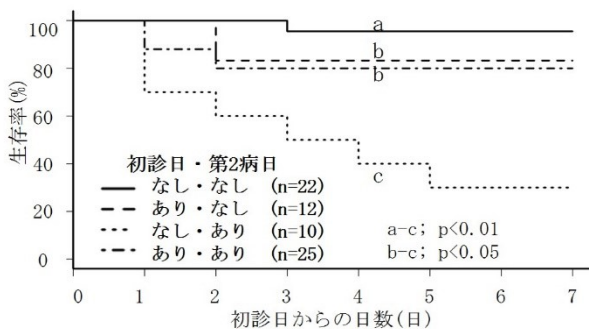 100
80
60
40
20
0
生存率(%)
a
b
b
c
初診日・第2病日
なし・なし (n=22)
あり・なし (n=12)
なし・あり (n=10)
あり・あり (n=25)
a-c; p<0.01
b-c; p<0.05
0 1 2 3 4 5 6 7
初診日からの日数(日)